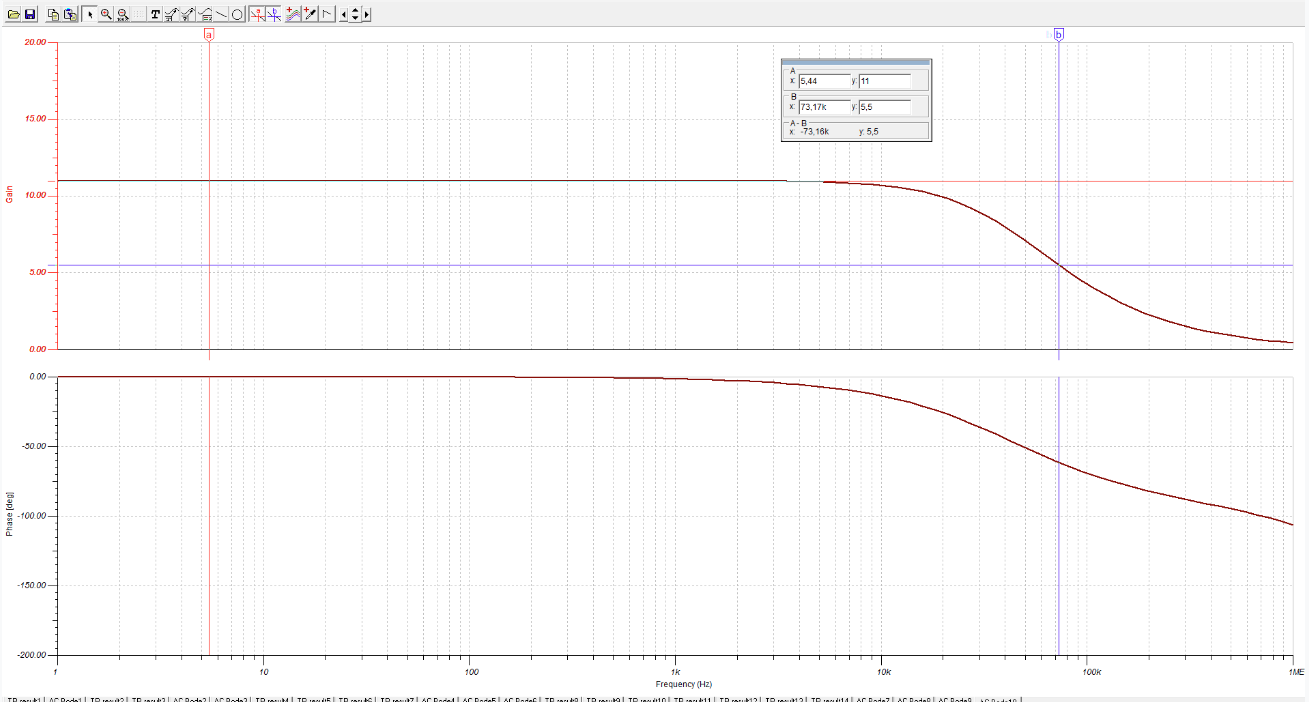 T
a b
a b
20.00
A
x: 5,44 y: 11
B
x: 73,17k y: 5,5
A - B
x: -73,16k y: 5,5
15.00
Gain
10.00
5.00
0.00
0.00
-50.00
Phase [deg]
-100.00
-150.00
-200.00
1 10 100 1k 10k 100k 1ME
Frequency (Hz)